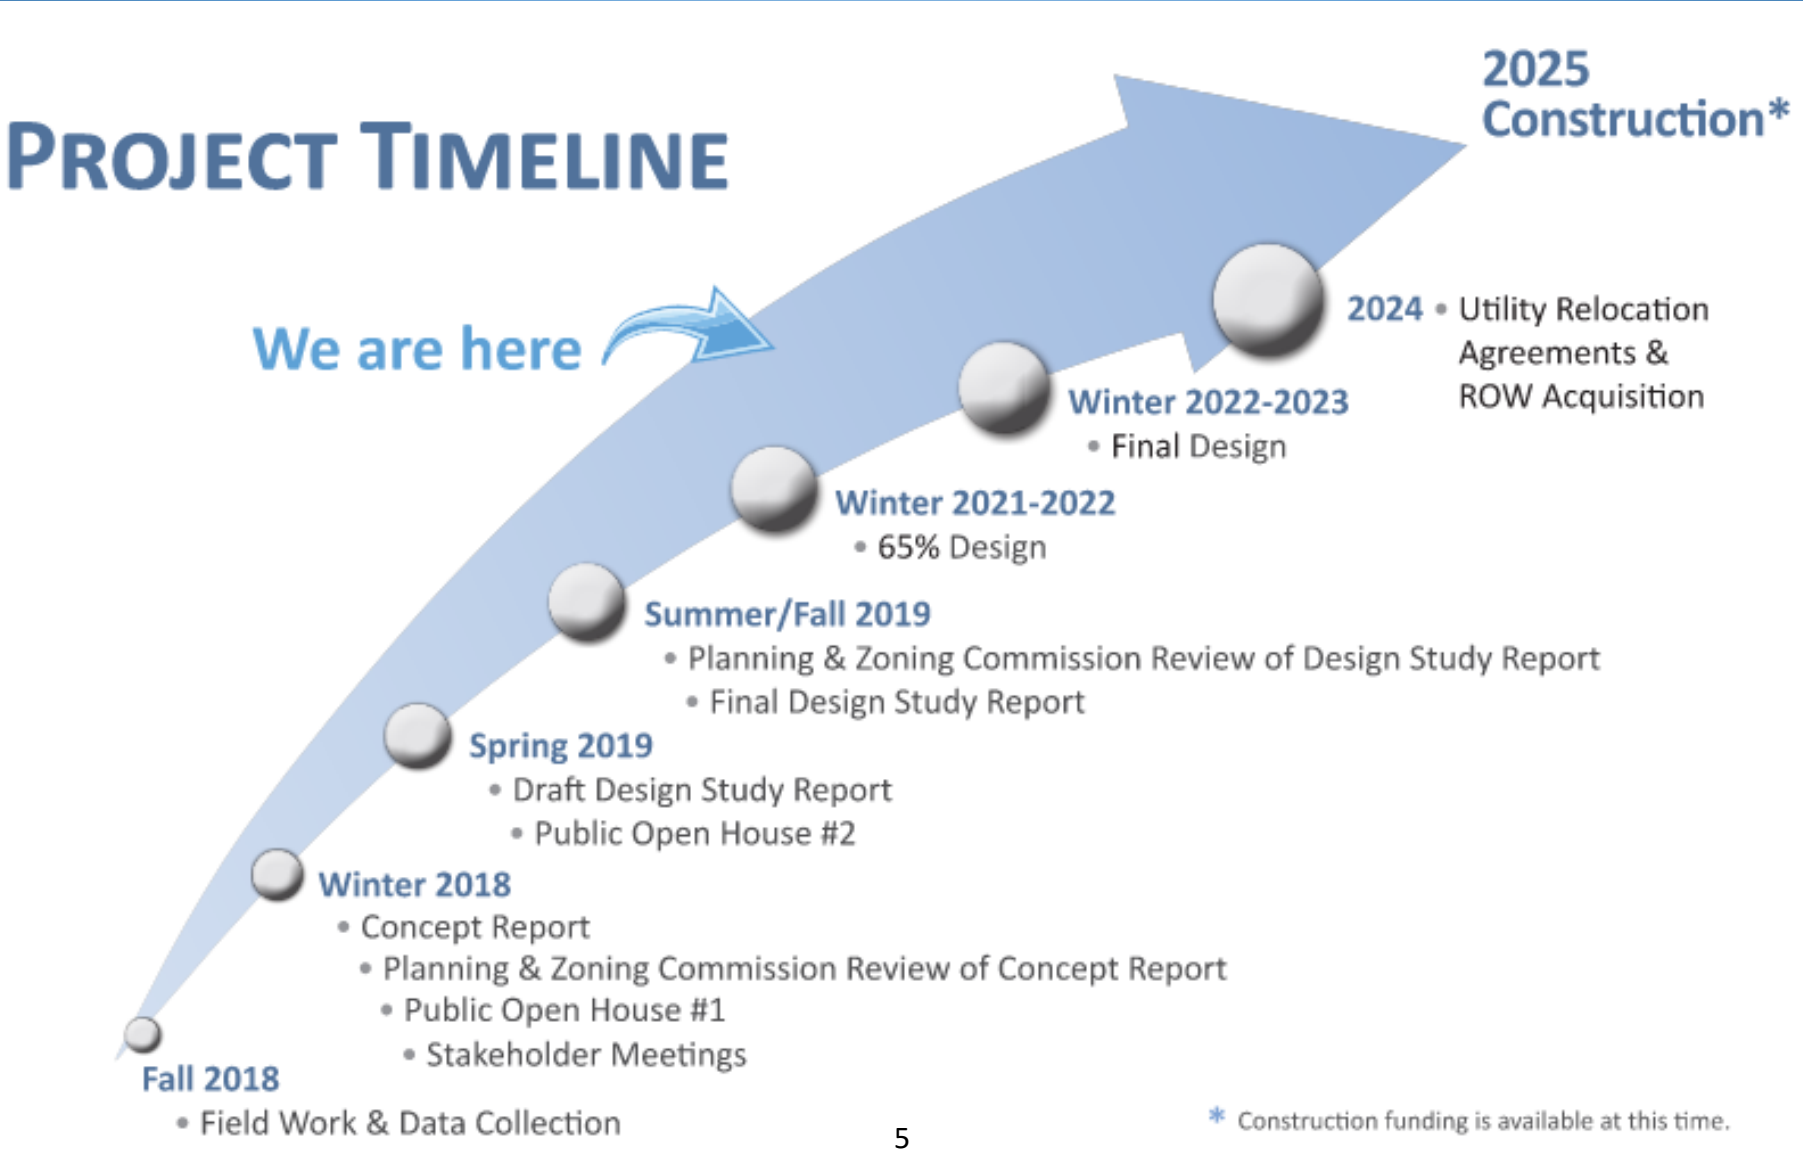 PROJECT TIMELINE
2025
Construction*
We are here
2024 • Utility Relocation
Agreements &
ROW Acquisition
Winter 2022-2023
• Final Design
Winter 2021-2022
• 65% Design
Summer/Fall 2019
• Planning & Zoning Commission Review of Design Study Report
• Final Design Study Report
Spring 2019
• Draft Design Study Report
• Public Open House #2
Winter 2018
• Concept Report
• Planning & Zoning Commission Review of Concept Report
• Public Open House #1
• Stakeholder Meetings
Fall 2018
• Field Work & Data Collection
* Construction funding is available at this time.
5